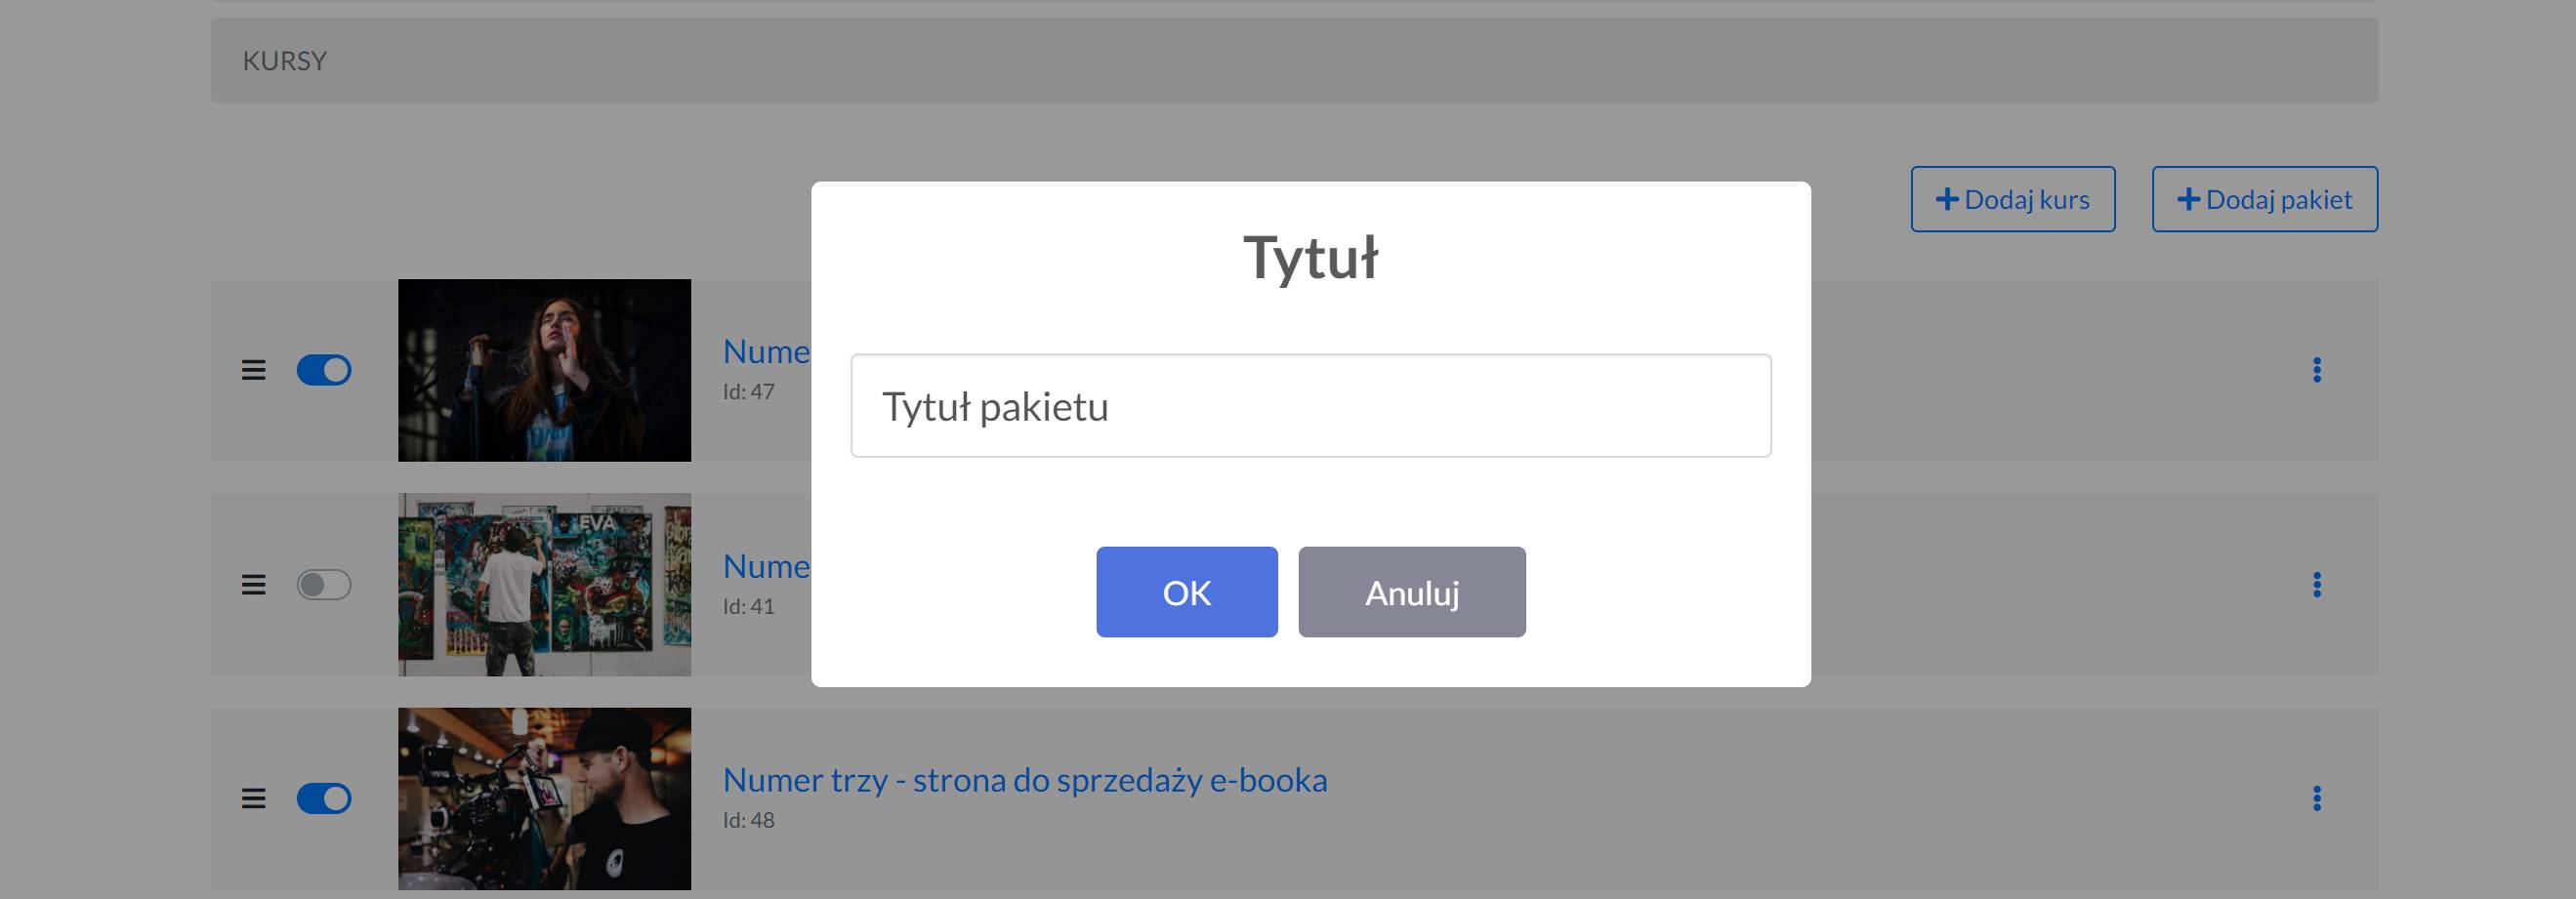 KURSY
Dodaj kurs
Dodaj pakiet
Tytuł
Tytuł pakietu
OK
Anuluj
Nume
Id: 47
EVA
Nume
Id: 41
Numer trzy - strona do sprzedaży e-booka
Id: 48